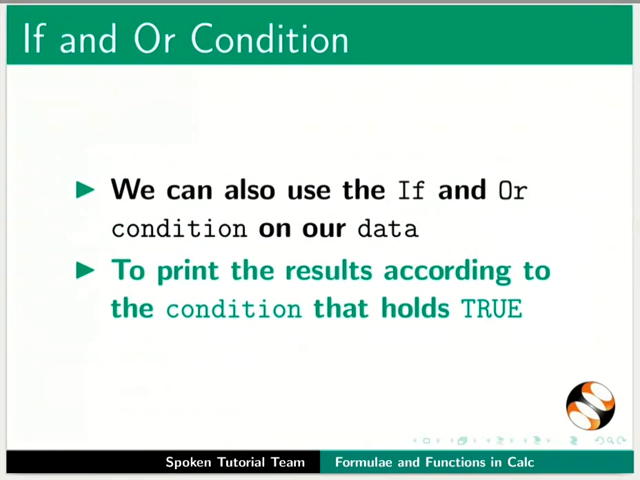 If and Or Condition
We can also use the If and Or
condition on our data
To print the results according to
the condition that holds TRUE
Spoken Tutorial Team
Formulae and Functions in Calc